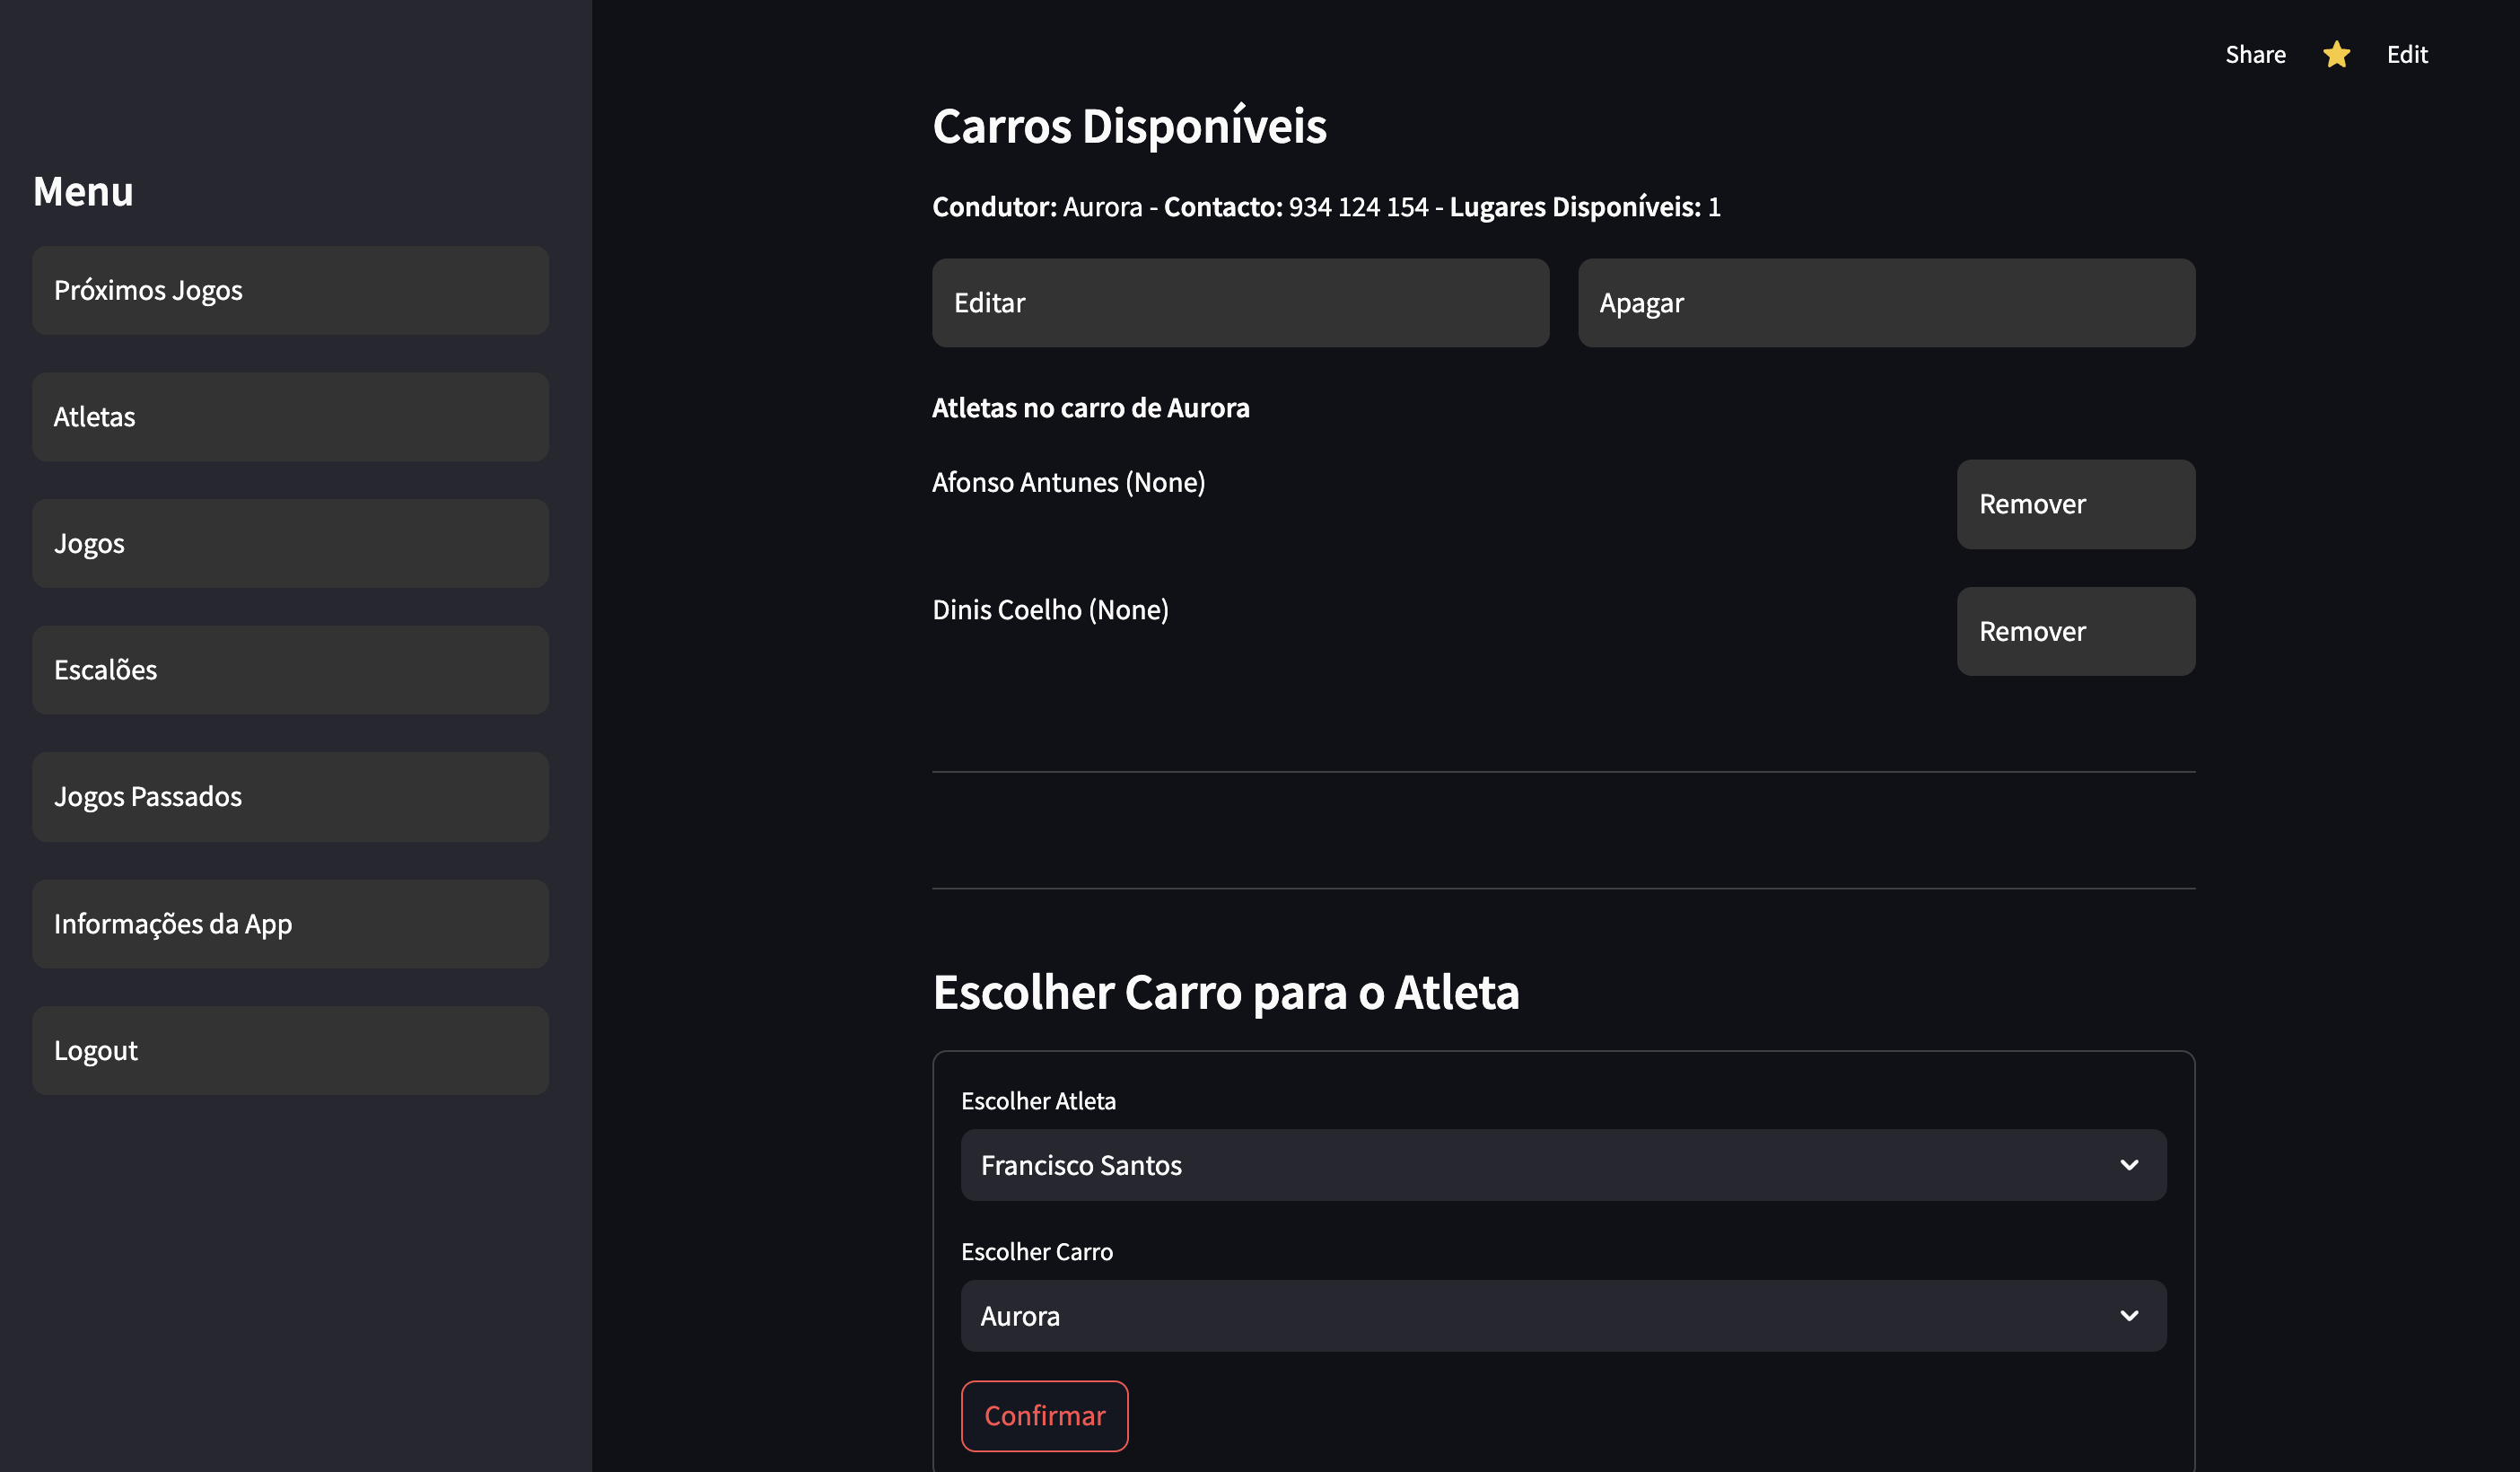 Share Edit
Menu
Próximos Jogos
Atletas
Jogos
Escalões
Jogos Passados
Informações da App
Logout
Carros Disponíveis
Condutor: Aurora - Contacto: 934 124 154 - Lugares Disponíveis: 1
Editar
Apagar
Atletas no carro de Aurora
Afonso Antunes (None)
Remover
Dinis Coelho (None)
Remover
Escolher Carro para o Atleta
Escolher Atleta
Francisco Santos
Escolher Carro
Aurora
Confirmar